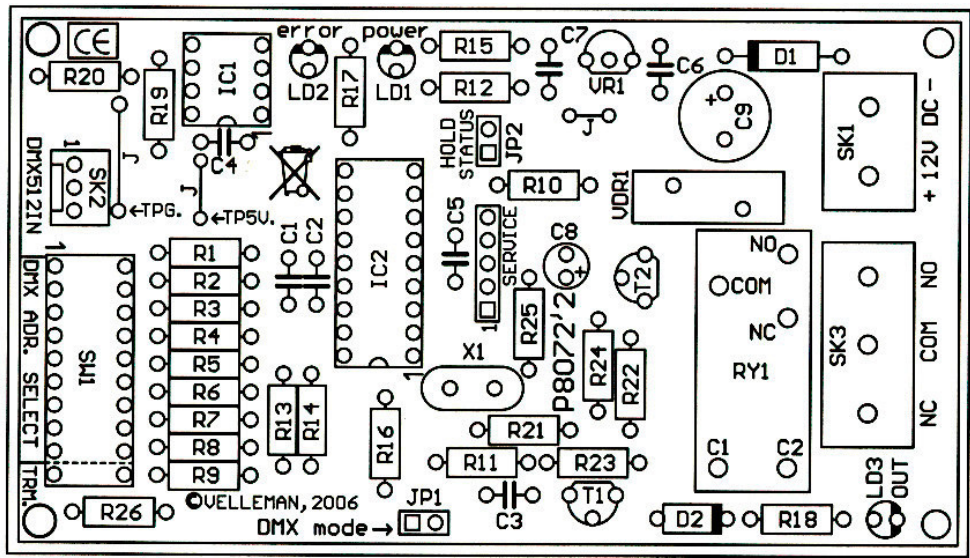 CE
error
power
R20
R19
IC1
LD2
R17
LD1
R15
R12
C7
VR1
C6
D1
J
C4
HOLD
STATUS
JP2
J
C9
+
SK1
+ 12V DC -
DMX512IN
1
SK2
J
←TPG.
←TP5V.
R10
VDR1
C1
C2
IC2
C5
SERVICE
1
C8
+
T2
NO
COM
NC
RY1
C1
C2
SK3
NO
COM
NC
1
DMX ADR. SELECT
TRM.
SW1
R1
R2
R3
R4
R5
R6
R7
R8
R9
R13
R14
R16
1
X1
R25
P8072'2
R24
R22
R21
R11
R23
©VELLEMAN, 2006
R26
DMX mode→
JP1
C3
T1
D2
R18
LD3
OUT